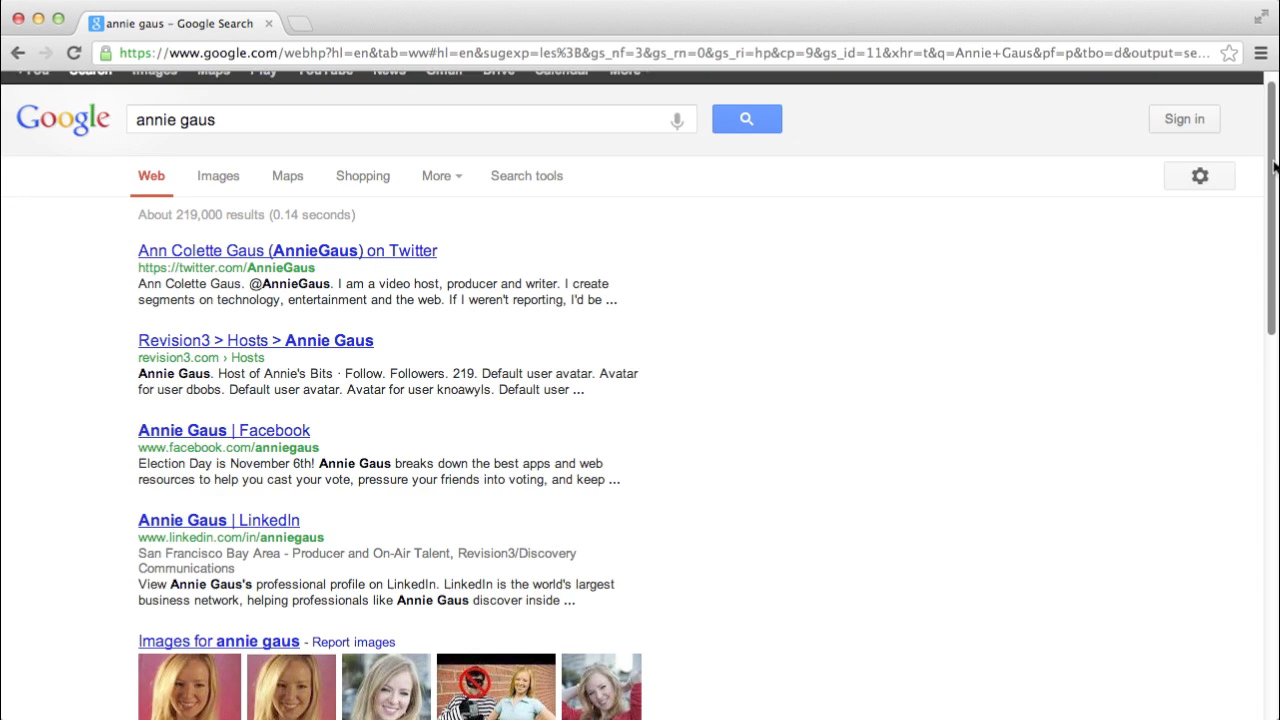 annie gaus – Google Search
https://www.google.com/webhp?hl=en&tab=ww#hl=en&sugexp=les%3B&gs_nf=3&gs_rn=0&gs_ri=hp&cp=9&gs_id=11&xhr=t&q=Annie+Gaus&pf=p&tbo=d&output=se...
+You Search Images Maps Play YouTube News Gmail Drive Calendar More
Google annie gaus Sign in
Web Images Maps Shopping More Search tools
About 219,000 results (0.14 seconds)
Ann Colette Gaus (AnnieGaus) on Twitter
https://twitter.com/AnnieGaus
Ann Colette Gaus. @AnnieGaus. I am a video host, producer and writer. I create
segments on technology, entertainment and the web. If I weren't reporting, I'd be ...
Revision3 > Hosts > Annie Gaus
revision3.com › Hosts
Annie Gaus. Host of Annie's Bits · Follow. Followers. 219. Default user avatar. Avatar
for user dbobs. Default user avatar. Avatar for user knoawyls. Default user ...
Annie Gaus | Facebook
www.facebook.com/anniegaus
Election Day is November 6th! Annie Gaus breaks down the best apps and web
resources to help you cast your vote, pressure your friends into voting, and keep ...
Annie Gaus | LinkedIn
www.linkedin.com/in/anniegaus
San Francisco Bay Area - Producer and On-Air Talent, Revision3/Discovery
Communications
View Annie Gaus's professional profile on LinkedIn. LinkedIn is the world's largest
business network, helping professionals like Annie Gaus discover inside ...
Images for annie gaus - Report images